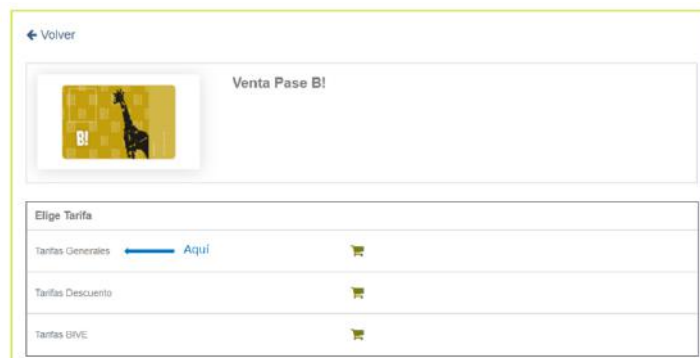 Volver
Venta Pase B!
B!
Elige Tarifa
Tarifas Generales Aquí
Tarifas Descuento
Tarifas BIVE